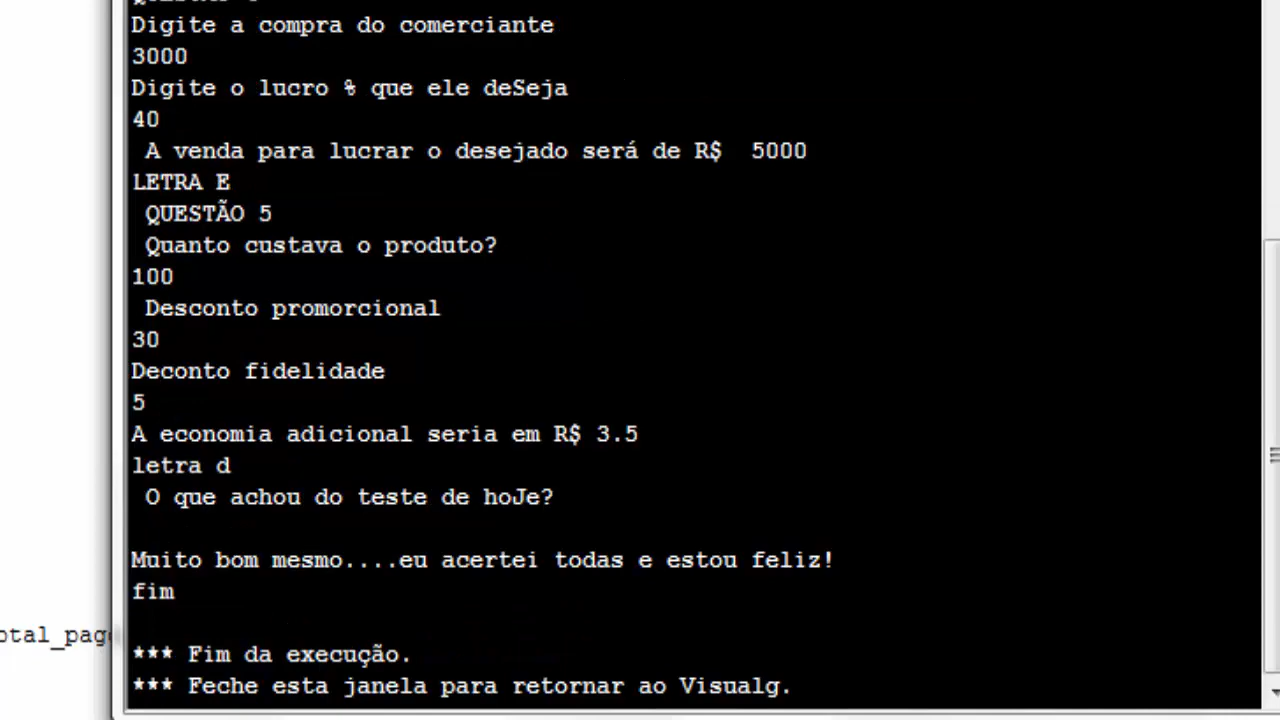 Digite a compra do comerciante
3000
Digite o lucro % que ele deSeja
40
A venda para lucrar o desejado será de R$  5000
LETRA E
QUESTÃO 5
Quanto custava o produto?
100
Desconto promorcional
30
Deconto fidelidade
5
A economia adicional seria em R$ 3.5
letra d
O que achou do teste de hoJe?
Muito bom mesmo....eu acertei todas e estou feliz!
fim
*** Fim da execução.
*** Feche esta janela para retornar ao Visualg.